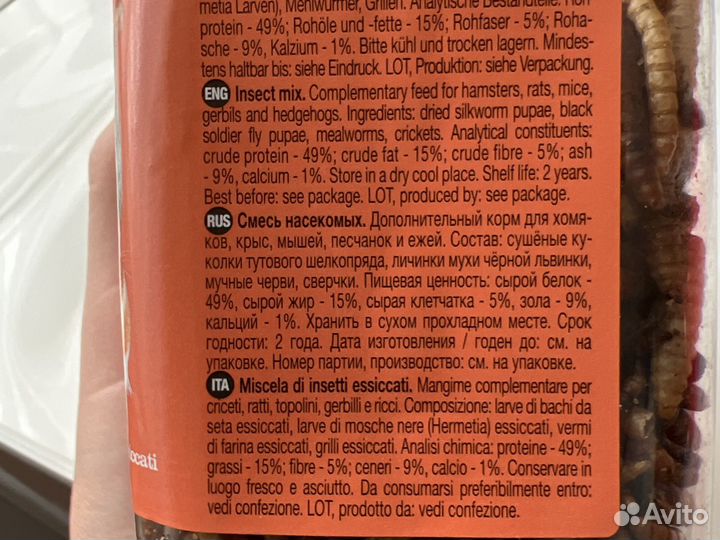 metia Larven), Mehlwürmer, Grillen. Analytische Bestandteile: Roh-
protein - 49%; Rohöle und -fette - 15%; Rohfaser - 5%; Roha-
sche - 9%, Kalzium - 1%. Bitte kühl und trocken lagern. Mindes-
tens haltbar bis: siehe Eindruck. LOT, Produktion: siehe Verpackung.
ENG Insect mix. Complementary feed for hamsters, rats, mice,
gerbils and hedgehogs. Ingredients: dried silkworm pupae, black
soldier fly pupae, mealworms, crickets. Analytical constituents:
crude protein - 49%; crude fat - 15%; crude fibre - 5%; ash
- 9%, calcium - 1%. Store in a dry cool place. Shelf life: 2 years.
Best before: see package. LOT, produced by: see package.
RUS Смесь насекомых. Дополнительный корм для хомя-
ков, крыс, мышей, песчанок и ежей. Состав: сушёные ку-
колки тутового шелкопряда, личинки мухи чёрной львинки,
мучные черви, сверчки. Пищевая ценность: сырой белок -
49%, сырой жир - 15%, сырая клетчатка - 5%, зола - 9%,
кальций - 1%. Хранить в сухом прохладном месте. Срок
годности: 2 года. Дата изготовления / годен до: см. на
упаковке. Номер партии, производство: см. на упаковке.
ITA Miscela di insetti essiccati. Mangime complementare per
criceti, ratti, topolini, gerbilli e ricci. Composizione: larve di bachi da
seta essiccati, larve di mosche nere (Hermetia) essiccati, vermi
di farina essiccati, grilli essiccati. Analisi chimica: proteine - 49%;
grassi - 15%; fibre - 5%; ceneri - 9%, calcio - 1%. Conservare in
luogo fresco e asciutto. Da consumarsi preferibilmente entro:
vedi confezione. LOT, prodotto da: vedi confezione.
iccati
Avito